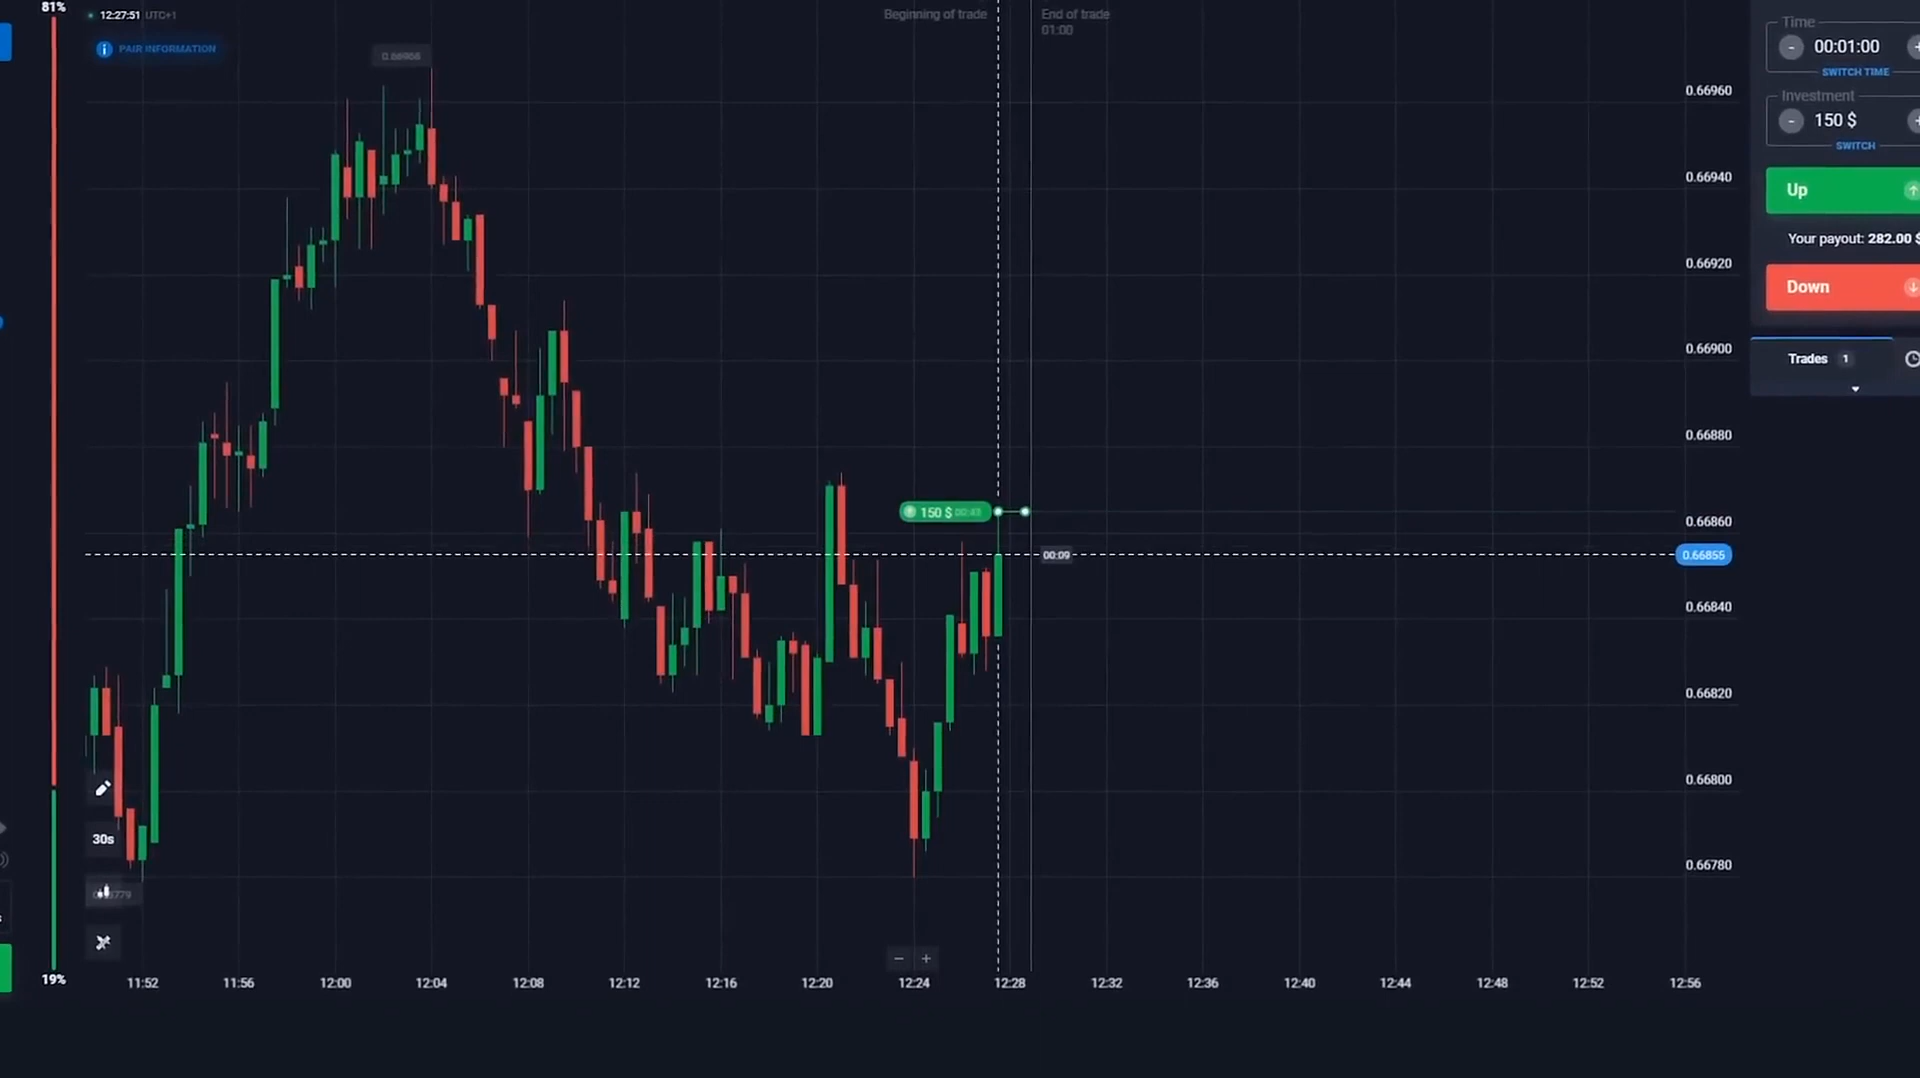 81%
12:27:51 UTC+1
Beginning of trade
End of trade
01:00
PAIR INFORMATION
0.66966
Time
- 00:01:00 +
SWITCH TIME
Investment
- 150 $ +
SWITCH
Up
Your payout: 282.00 $
Down
Trades 1
0.66960
0.66940
0.66920
0.66900
0.66880
150 $ 00:43
0.66860
00:09
0.66855
0.66840
0.66820
0.66800
0.66780
30s
19%
11:52 11:56 12:00 12:04 12:08 12:12 12:16 12:20 12:24 12:28 12:32 12:36 12:40 12:44 12:48 12:52 12:56